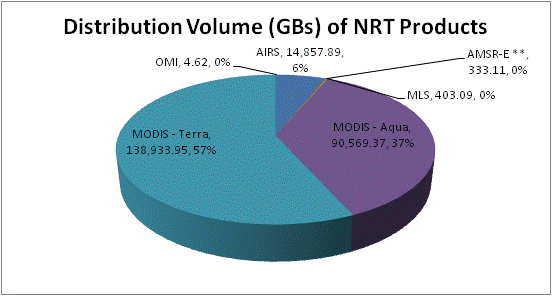 Distribution Volume (GBs) of NRT Products
OMI, 4.62, 0%
AIRS, 14,857.89,
6%
AMSR-E **,
333.11, 0%
MLS, 403.09, 0%
MODIS - Aqua,
90,569.37, 37%
MODIS - Terra,
138,933.95, 57%